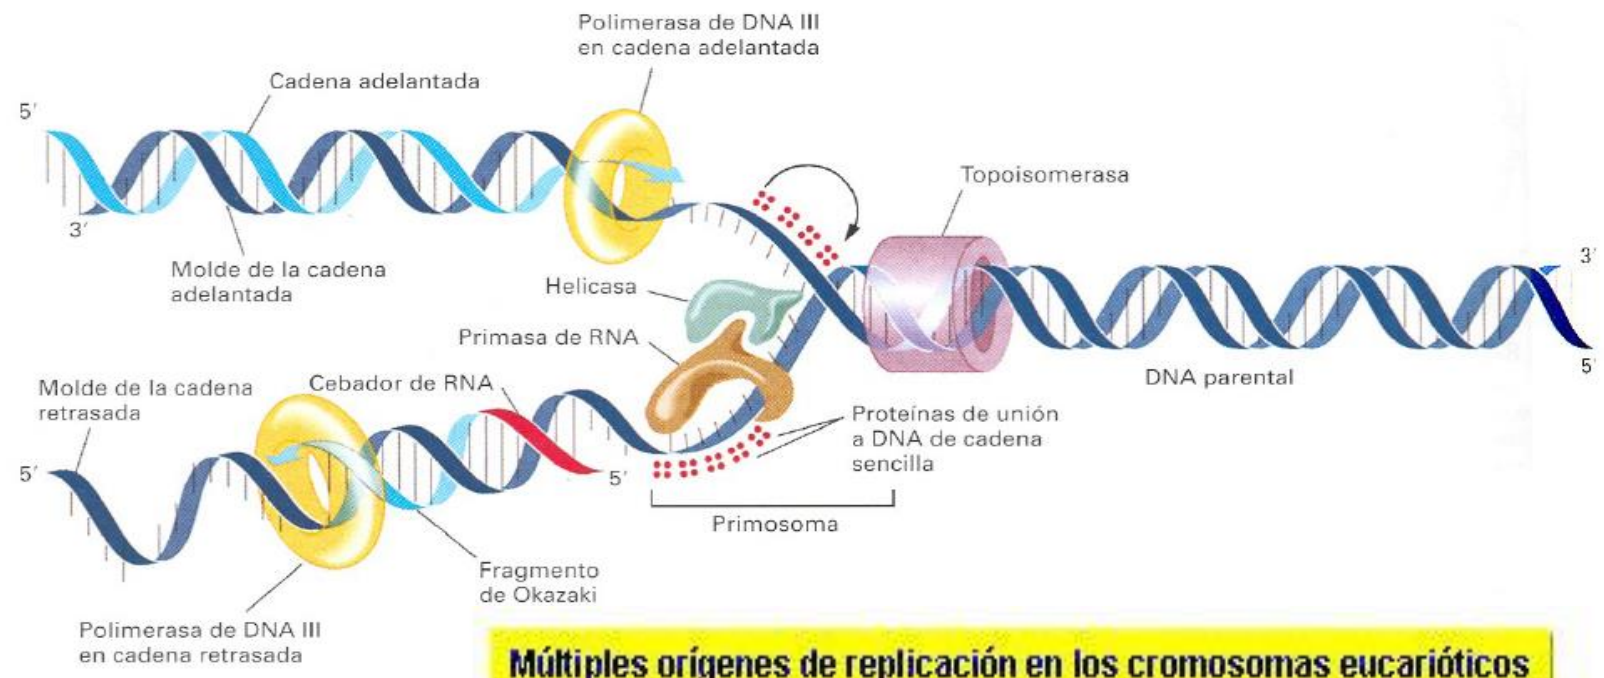 Polimerasa de DNA III
en cadena adelantada
Cadena adelantada
5'
3'
Molde de la cadena
adelantada
Topoisomerasa
Helicasa
Primasa de RNA
3'
5'
DNA parental
Molde de la cadena
retrasada
Cebador de RNA
5'
5'
Proteínas de unión
a DNA de cadena
sencilla
Primosoma
Fragmento
de Okazaki
Polimerasa de DNA III
en cadena retrasada
Múltiples orígenes de replicación en los cromosomas eucarióticos